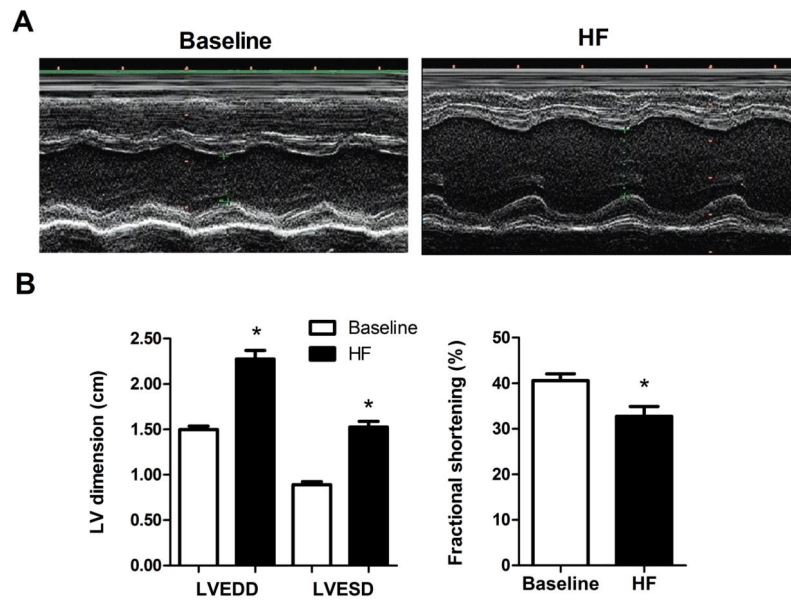 A
Baseline
HF
B
LV dimension (cm)
2.50
2.00
1.50
1.00
0.50
0.00
*
*
Baseline
HF
LVEDD
LVESD
Fractional shortening (%)
50
40
30
20
10
0
*
Baseline
HF